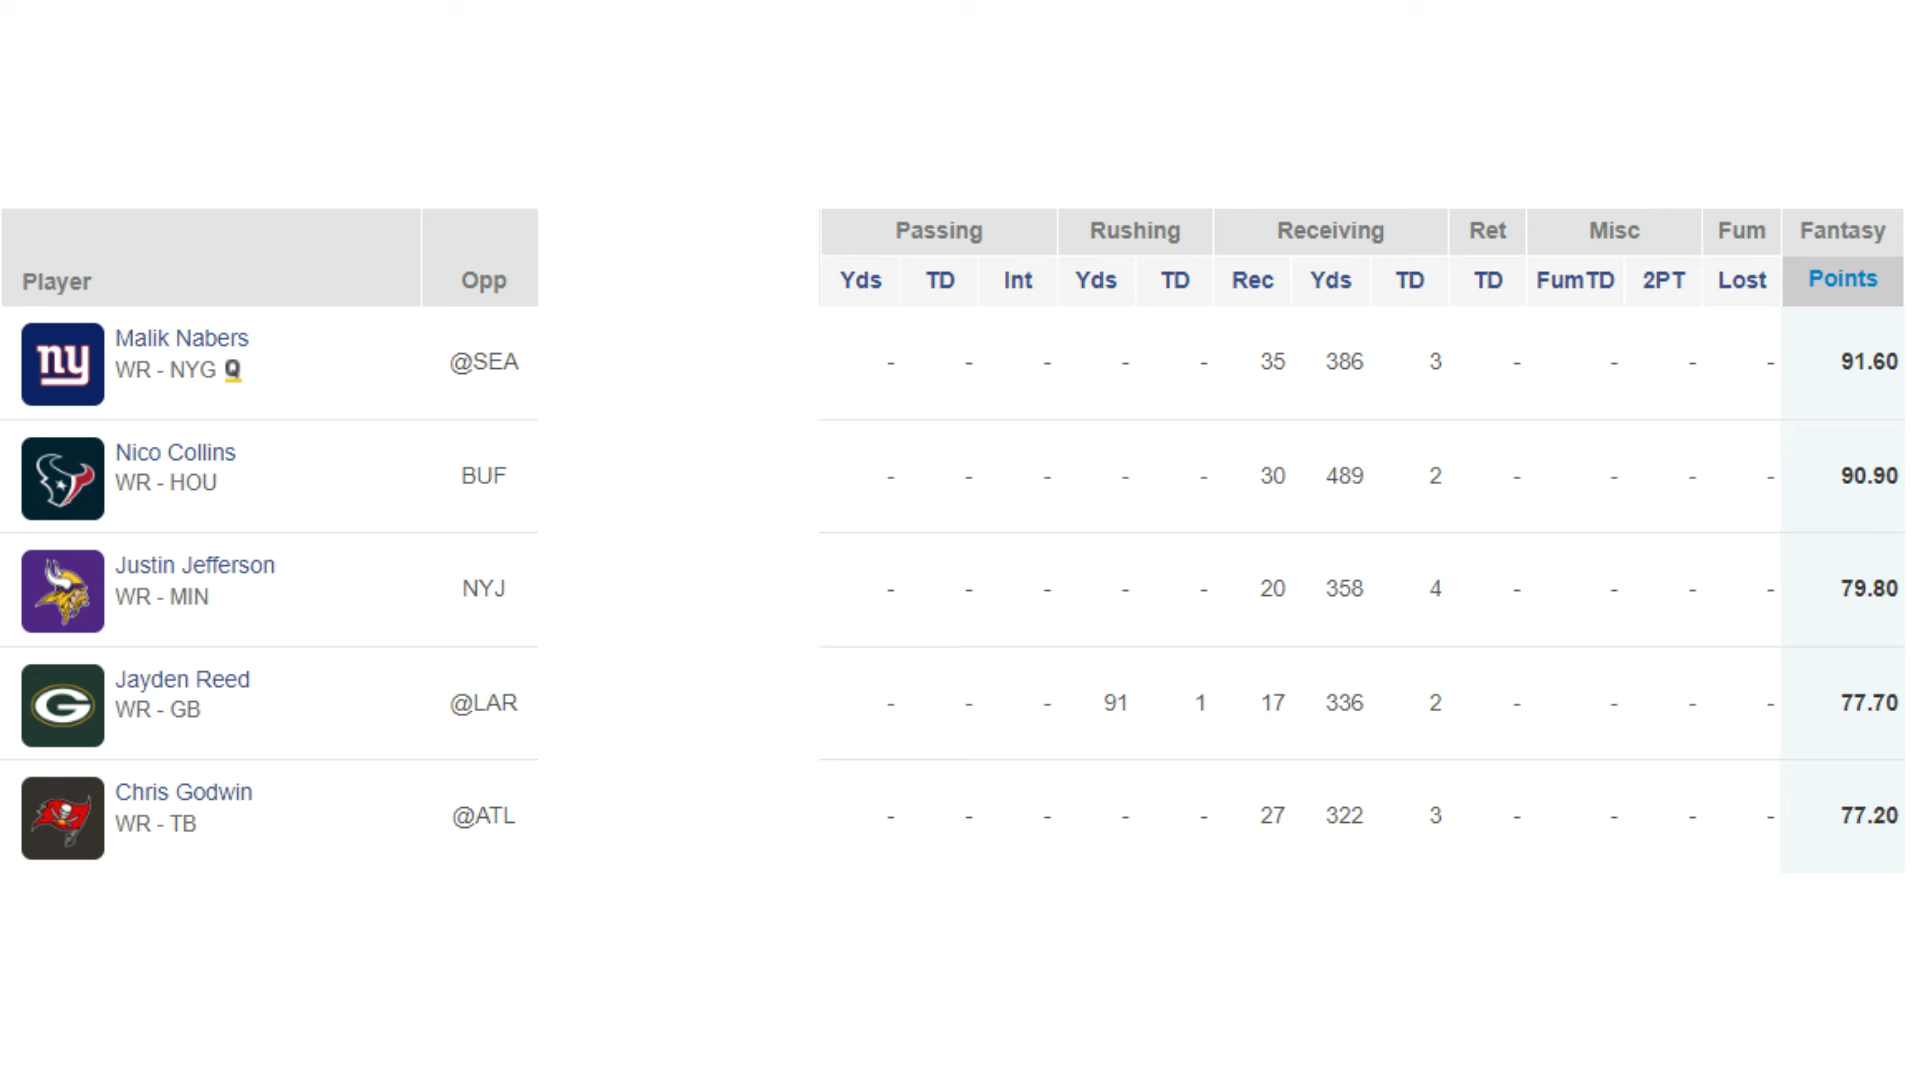 Passing Rushing Receiving Ret Misc Fum Fantasy
Player Opp Yds TD Int Yds TD Rec Yds TD TD FumTD 2PT Lost Points
ny Malik Nabers
WR - NYG Q @SEA - - - - - 35 386 3 - - - - 91.60
Nico Collins
WR - HOU BUF - - - - - 30 489 2 - - - - 90.90
Justin Jefferson
WR - MIN NYJ - - - - - 20 358 4 - - - - 79.80
G Jayden Reed
WR - GB @LAR - - - 91 1 17 336 2 - - - - 77.70
Chris Godwin
WR - TB @ATL - - - - - 27 322 3 - - - - 77.20